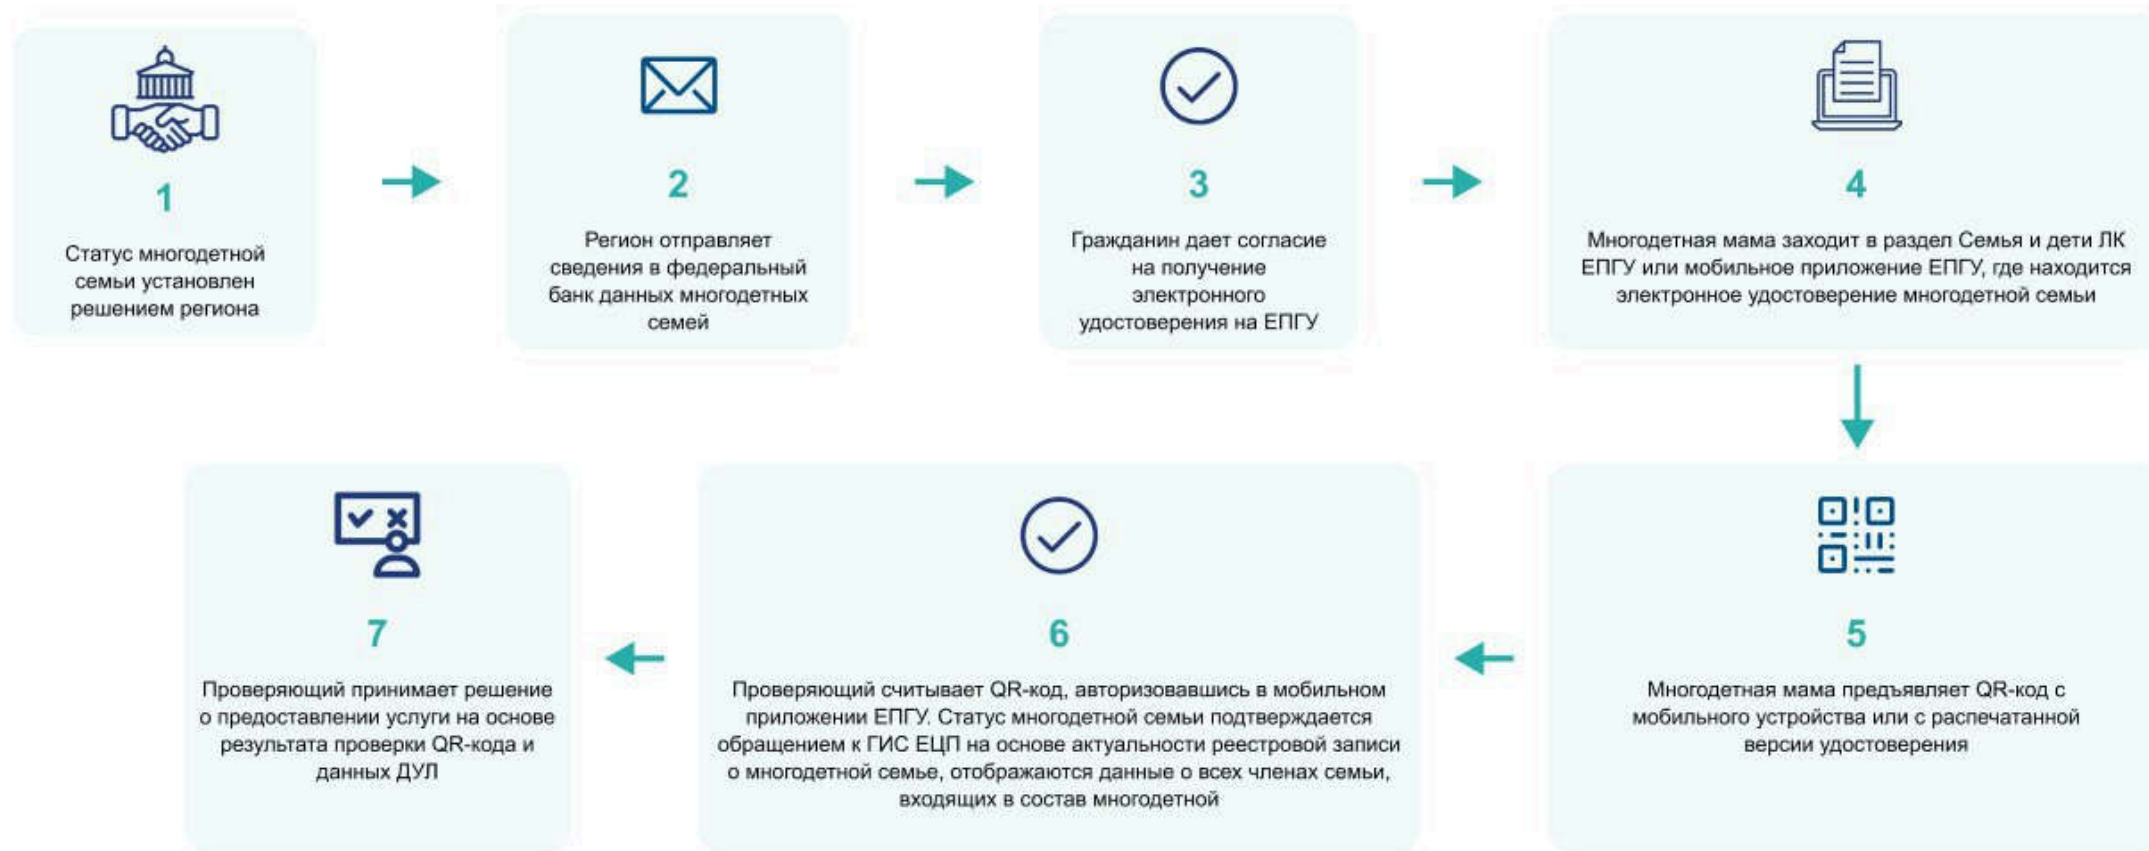 1
Статус многодетной
семьи установлен
решением региона
2
Регион отправляет
сведения в федеральный
банк данных многодетных
семей
3
Гражданин дает согласие
на получение
электронного
удостоверения на ЕПГУ
4
Многодетная мама заходит в раздел Семья и дети ЛК
ЕПГУ или мобильное приложение ЕПГУ, где находится
электронное удостоверение многодетной семьи
5
Многодетная мама предъявляет QR-код с
мобильного устройства или с распечатанной
версии удостоверения
6
Проверяющий считывает QR-код, авторизовавшись в мобильном
приложении ЕПГУ. Статус многодетной семьи подтверждается
обращением к ГИС ЕЦП на основе актуальности реестровой записи
о многодетной семье, отображаются данные о всех членах семьи,
входящих в состав многодетной
7
Проверяющий принимает решение
о предоставлении услуги на основе
результата проверки QR-кода и
данных ДУЛ